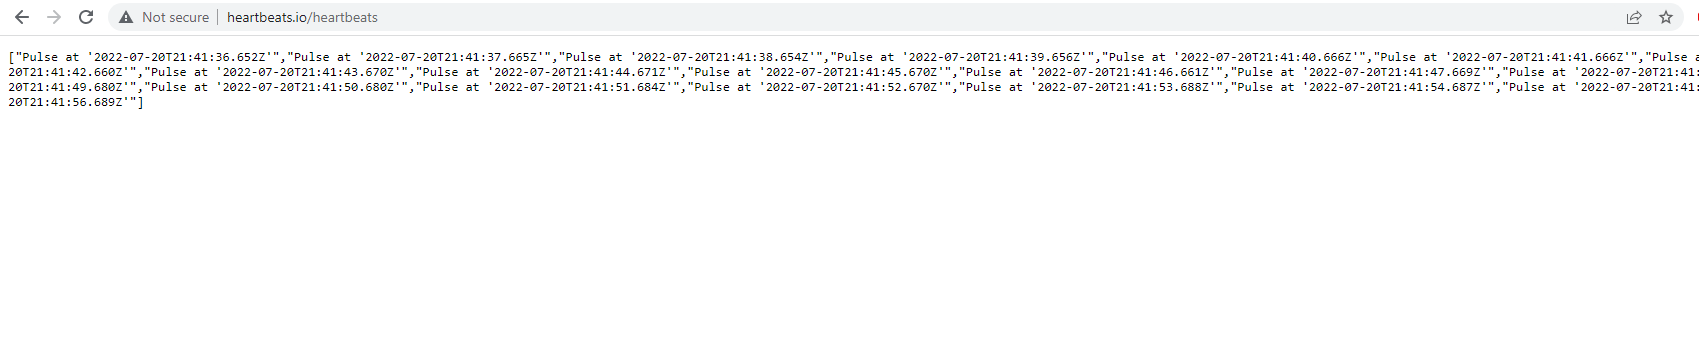 Not secure | heartbeats.io/heartbeats
["Pulse at '2022-07-20T21:41:36.652Z'","Pulse at '2022-07-20T21:41:37.665Z'","Pulse at '2022-07-20T21:41:38.654Z'","Pulse at '2022-07-20T21:41:39.656Z'","Pulse at '2022-07-20T21:41:40.666Z'","Pulse at '2022-07-20T21:41:41.666Z'","Pulse a
20T21:41:42.660Z'","Pulse at '2022-07-20T21:41:43.670Z'","Pulse at '2022-07-20T21:41:44.671Z'","Pulse at '2022-07-20T21:41:45.670Z'","Pulse at '2022-07-20T21:41:46.661Z'","Pulse at '2022-07-20T21:41:47.669Z'","Pulse at '2022-07-20T21:41:
20T21:41:49.680Z'","Pulse at '2022-07-20T21:41:50.680Z'","Pulse at '2022-07-20T21:41:51.684Z'","Pulse at '2022-07-20T21:41:52.670Z'","Pulse at '2022-07-20T21:41:53.688Z'","Pulse at '2022-07-20T21:41:54.687Z'","Pulse at '2022-07-20T21:41:
20T21:41:56.689Z'"]